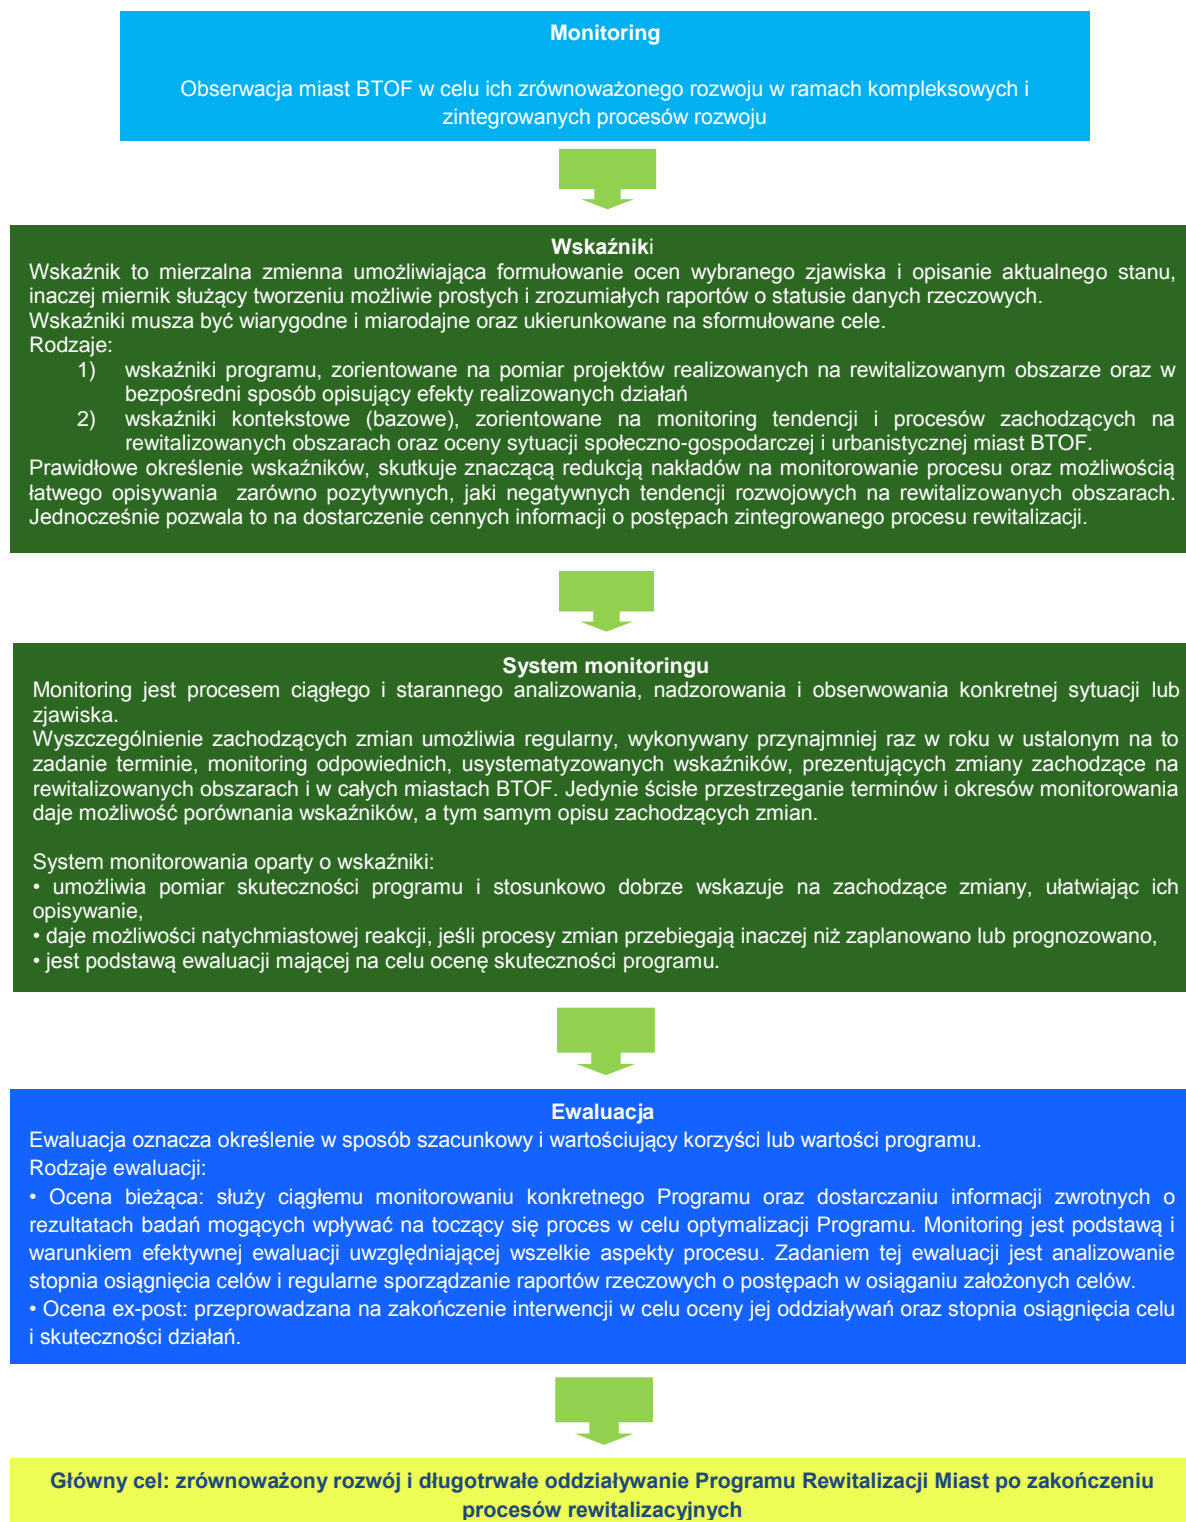 Monitoring
Obserwacja miast BTOF w celu ich zrównoważonego rozwoju w ramach kompleksowych i
zintegrowanych procesów rozwoju
Wskaźniki
Wskaźnik to mierzalna zmienna umożliwiająca formułowanie ocen wybranego zjawiska i opisanie aktualnego stanu,
inaczej miernik służący tworzeniu możliwie prostych i zrozumiałych raportów o statusie danych rzeczowych.
Wskaźniki musza być wiarygodne i miarodajne oraz ukierunkowane na sformułowane cele.
Rodzaje:
1) wskaźniki programu, zorientowane na pomiar projektów realizowanych na rewitalizowanym obszarze oraz w
bezpośredni sposób opisujący efekty realizowanych działań
2) wskaźniki kontekstowe (bazowe), zorientowane na monitoring tendencji i procesów zachodzących na
rewitalizowanych obszarach oraz oceny sytuacji społeczno-gospodarczej i urbanistycznej miast BTOF.
Prawidłowe określenie wskaźników, skutkuje znaczącą redukcją nakładów na monitorowanie procesu oraz możliwością
łatwego opisywania zarówno pozytywnych, jaki negatywnych tendencji rozwojowych na rewitalizowanych obszarach.
Jednocześnie pozwala to na dostarczenie cennych informacji o postępach zintegrowanego procesu rewitalizacji.
System monitoringu
Monitoring jest procesem ciągłego i starannego analizowania, nadzorowania i obserwowania konkretnej sytuacji lub
zjawiska.
Wyszczególnienie zachodzących zmian umożliwia regularny, wykonywany przynajmniej raz w roku w ustalonym na to
zadanie terminie, monitoring odpowiednich, usystematyzowanych wskaźników, prezentujących zmiany zachodzące na
rewitalizowanych obszarach i w całych miastach BTOF. Jedynie ścisłe przestrzeganie terminów i okresów monitorowania
daje możliwość porównania wskaźników, a tym samym opisu zachodzących zmian.
System monitorowania oparty o wskaźniki:
• umożliwia pomiar skuteczności programu i stosunkowo dobrze wskazuje na zachodzące zmiany, ułatwiając ich
opisywanie,
• daje możliwości natychmiastowej reakcji, jeśli procesy zmian przebiegają inaczej niż zaplanowano lub prognozowano,
• jest podstawą ewaluacji mającej na celu ocenę skuteczności programu.
Ewaluacja
Ewaluacja oznacza określenie w sposób szacunkowy i wartościujący korzyści lub wartości programu.
Rodzaje ewaluacji:
• Ocena bieżąca: służy ciągłemu monitorowaniu konkretnego Programu oraz dostarczaniu informacji zwrotnych o
rezultatach badań mogących wpływać na toczący się proces w celu optymalizacji Programu. Monitoring jest podstawą i
warunkiem efektywnej ewaluacji uwzględniającej wszelkie aspekty procesu. Zadaniem tej ewaluacji jest analizowanie
stopnia osiągnięcia celów i regularne sporządzanie raportów rzeczowych o postępach w osiąganiu założonych celów.
• Ocena ex-post: przeprowadzana na zakończenie interwencji w celu oceny jej oddziaływań oraz stopnia osiągnięcia celu
i skuteczności działań.
Główny cel: zrównoważony rozwój i długotrwałe oddziaływanie Programu Rewitalizacji Miast po zakończeniu
procesów rewitalizacyjnych